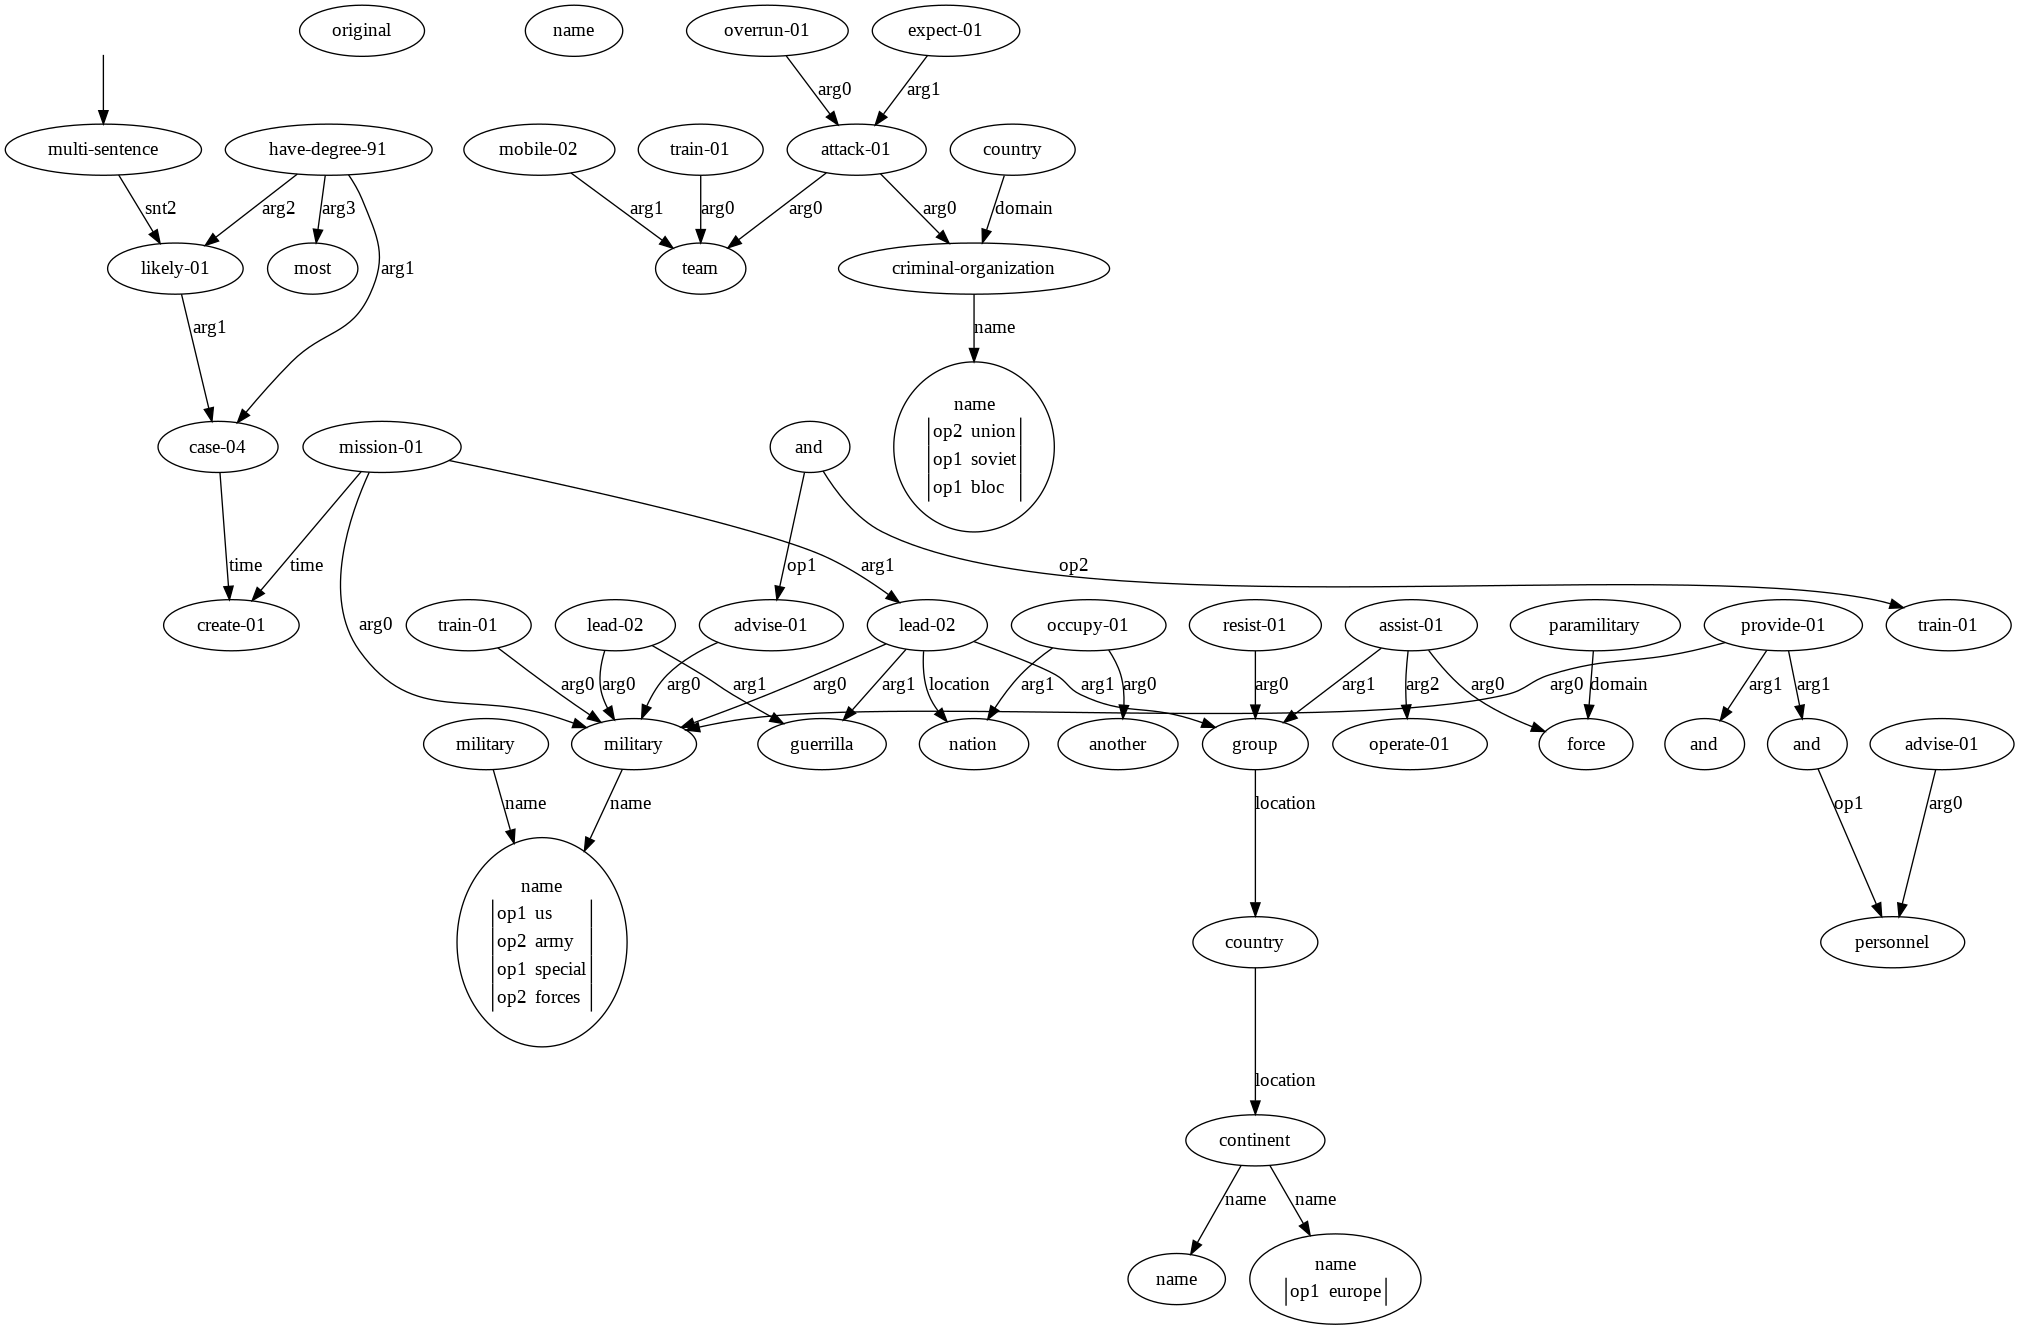 original
name
overrun-01
expect-01
arg0
arg1
multi-sentence
have-degree-91
mobile-02
train-01
attack-01
country
snt2
arg2
arg3
arg1
arg0
arg0
arg0
domain
likely-01
most
arg1
team
criminal-organization
arg1
name
case-04
mission-01
and
name
op2 union
op1 soviet
op1 bloc
time
time
op1
arg1
op2
create-01
arg0
train-01
lead-02
advise-01
lead-02
occupy-01
resist-01
assist-01
paramilitary
provide-01
train-01
arg0
arg0
arg0
arg1
arg0
arg1
location
arg1
arg1
arg0
arg0
arg1
arg2
arg0
arg0
domain
arg1
arg1
military
military
guerrilla
nation
another
group
operate-01
force
and
and
advise-01
name
name
location
op1
arg0
name
op1 us
op2 army
op1 special
op2 forces
country
personnel
location
continent
name
name
name
name
op1 europe